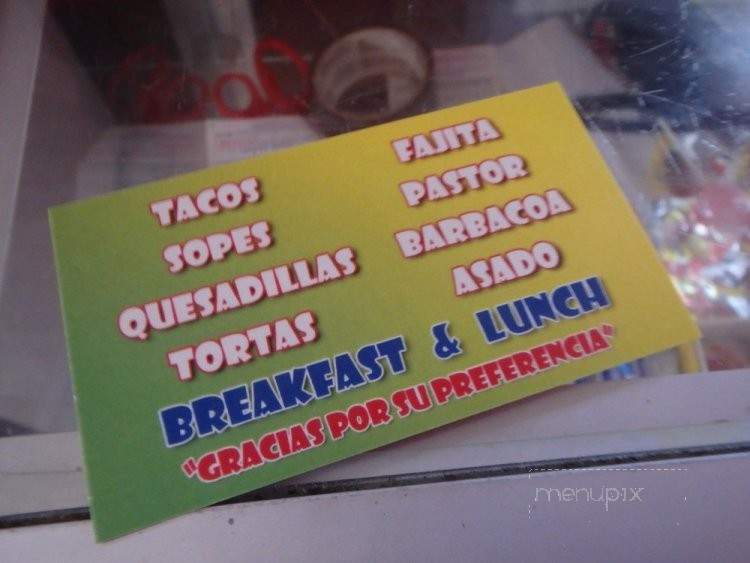 TACOS
SOPES
QUESADILLAS
TORTAS
FAJITA
PASTOR
BARBACOA
ASADO
BREAKFAST & LUNCH
"GRACIAS POR SU PREFERENCIA"
menupix